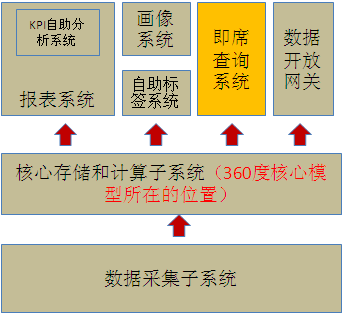 KPI自助分
析系统
报表系统
画像
系统
自助标
签系统
即席
查询
系统
数据
开放
网关
核心存储和计算子系统（360度核心模
型所在的位置）
数据采集子系统